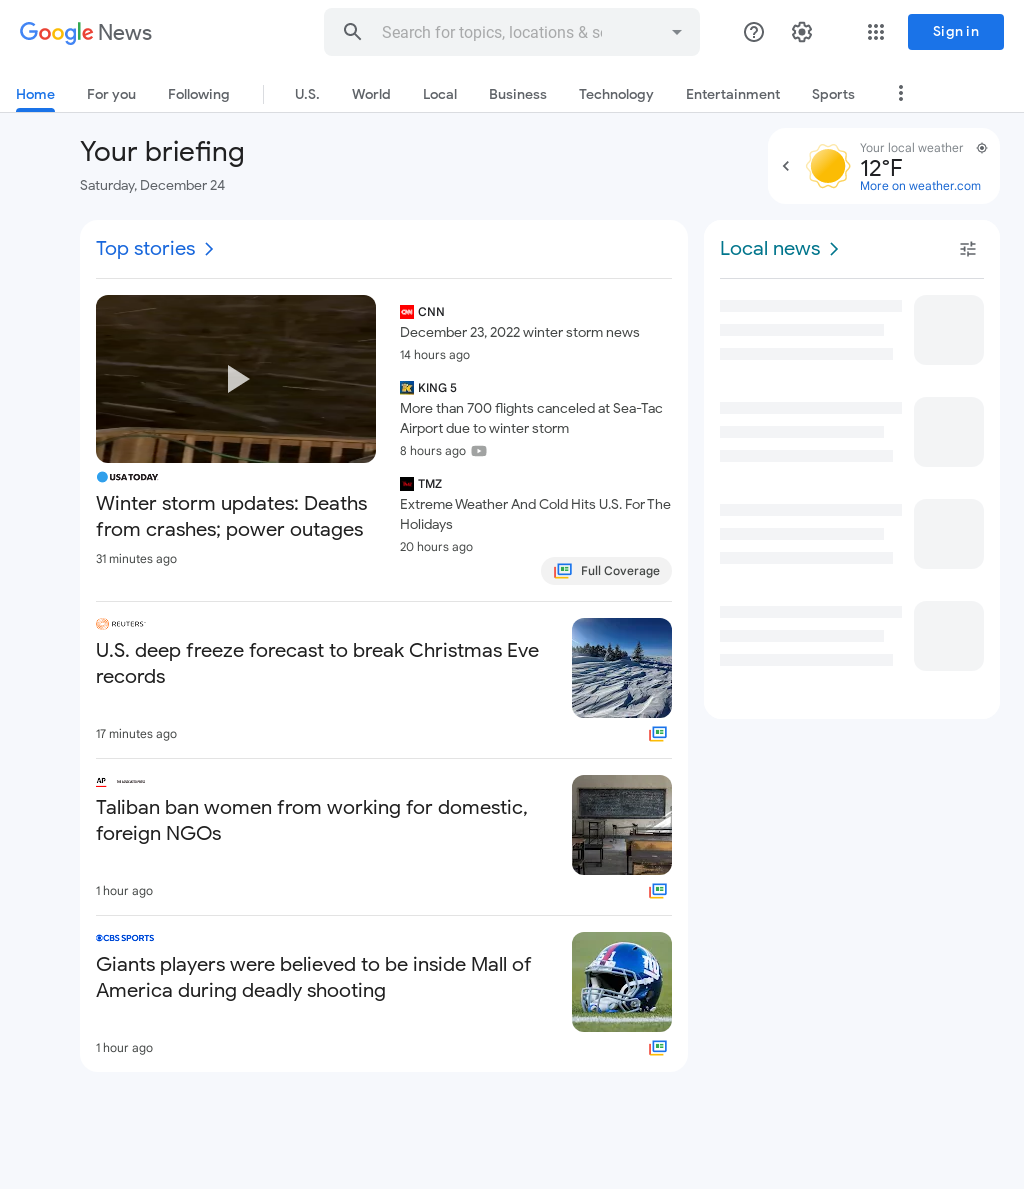 Google News
Search for topics, locations & so
Sign in
Home
For you
Following
U.S.
World
Local
Business
Technology
Entertainment
Sports
Your briefing
Saturday, December 24
Your local weather
12°F
More on weather.com
Top stories
Local news
USA TODAY
Winter storm updates: Deaths
from crashes; power outages
31 minutes ago
CNN
December 23, 2022 winter storm news
14 hours ago
KING 5
More than 700 flights canceled at Sea-Tac
Airport due to winter storm
8 hours ago
TMZ
Extreme Weather And Cold Hits U.S. For The
Holidays
20 hours ago
Full Coverage
REUTERS
U.S. deep freeze forecast to break Christmas Eve
records
17 minutes ago
AP
Taliban ban women from working for domestic,
foreign NGOs
1 hour ago
CBS SPORTS
Giants players were believed to be inside Mall of
America during deadly shooting
1 hour ago